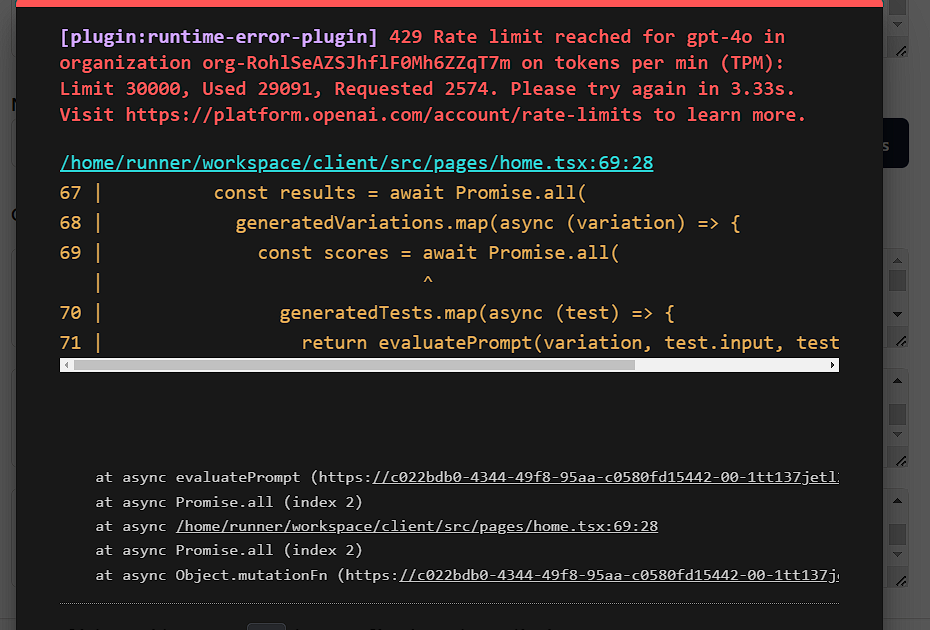 [plugin:runtime-error-plugin] 429 Rate limit reached for gpt-4o in
organization org-RohlSeAZSJhflF0Mh6ZZqT7m on tokens per min (TPM):
Limit 30000, Used 29091, Requested 2574. Please try again in 3.33s.
Visit https://platform.openai.com/account/rate-limits to learn more.
/home/runner/workspace/client/src/pages/home.tsx:69:28
67 | const results = await Promise.all(
68 | generatedVariations.map(async (variation) => {
69 | const scores = await Promise.all(
| ^
70 | generatedTests.map(async (test) => {
71 | return evaluatePrompt(variation, test.input, test
at async evaluatePrompt (https://c022bdb0-4344-49f8-95aa-c0580fd15442-00-1tt137jetl
at async Promise.all (index 2)
at async /home/runner/workspace/client/src/pages/home.tsx:69:28
at async Promise.all (index 2)
at async Object.mutationFn (https://c022bdb0-4344-49f8-95aa-c0580fd15442-00-1tt137j